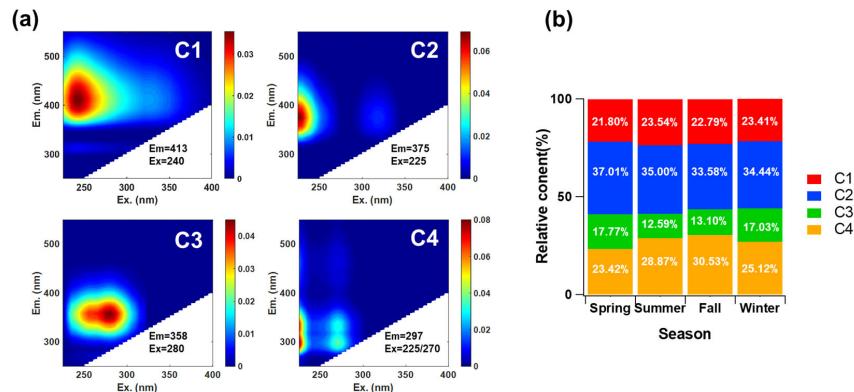 (a)
C1
Em. (nm)
500
400
300
250 300 350 400
Ex. (nm)
Em=413
Ex=240
0.03
0.02
0.01
0
C2
Em. (nm)
500
400
300
250 300 350 400
Ex. (nm)
Em=375
Ex=225
0.06
0.04
0.02
0
C3
Em. (nm)
500
400
300
250 300 350 400
Ex. (nm)
Em=358
Ex=280
0.04
0.03
0.02
0.01
0
C4
500
400
300
250 300 350 400
Ex. (nm)
Em=297
Ex=225/270
0.08
0.06
0.04
0.02
0
(b)
Relative conent(%)
100
50
0
21.80% 23.54% 22.79% 23.41%
37.01% 35.00% 33.58% 34.44%
17.77% 12.59% 13.10% 17.03%
23.42% 28.87% 30.53% 25.12%
Spring Summer Fall Winter
Season
C1
C2
C3
C4